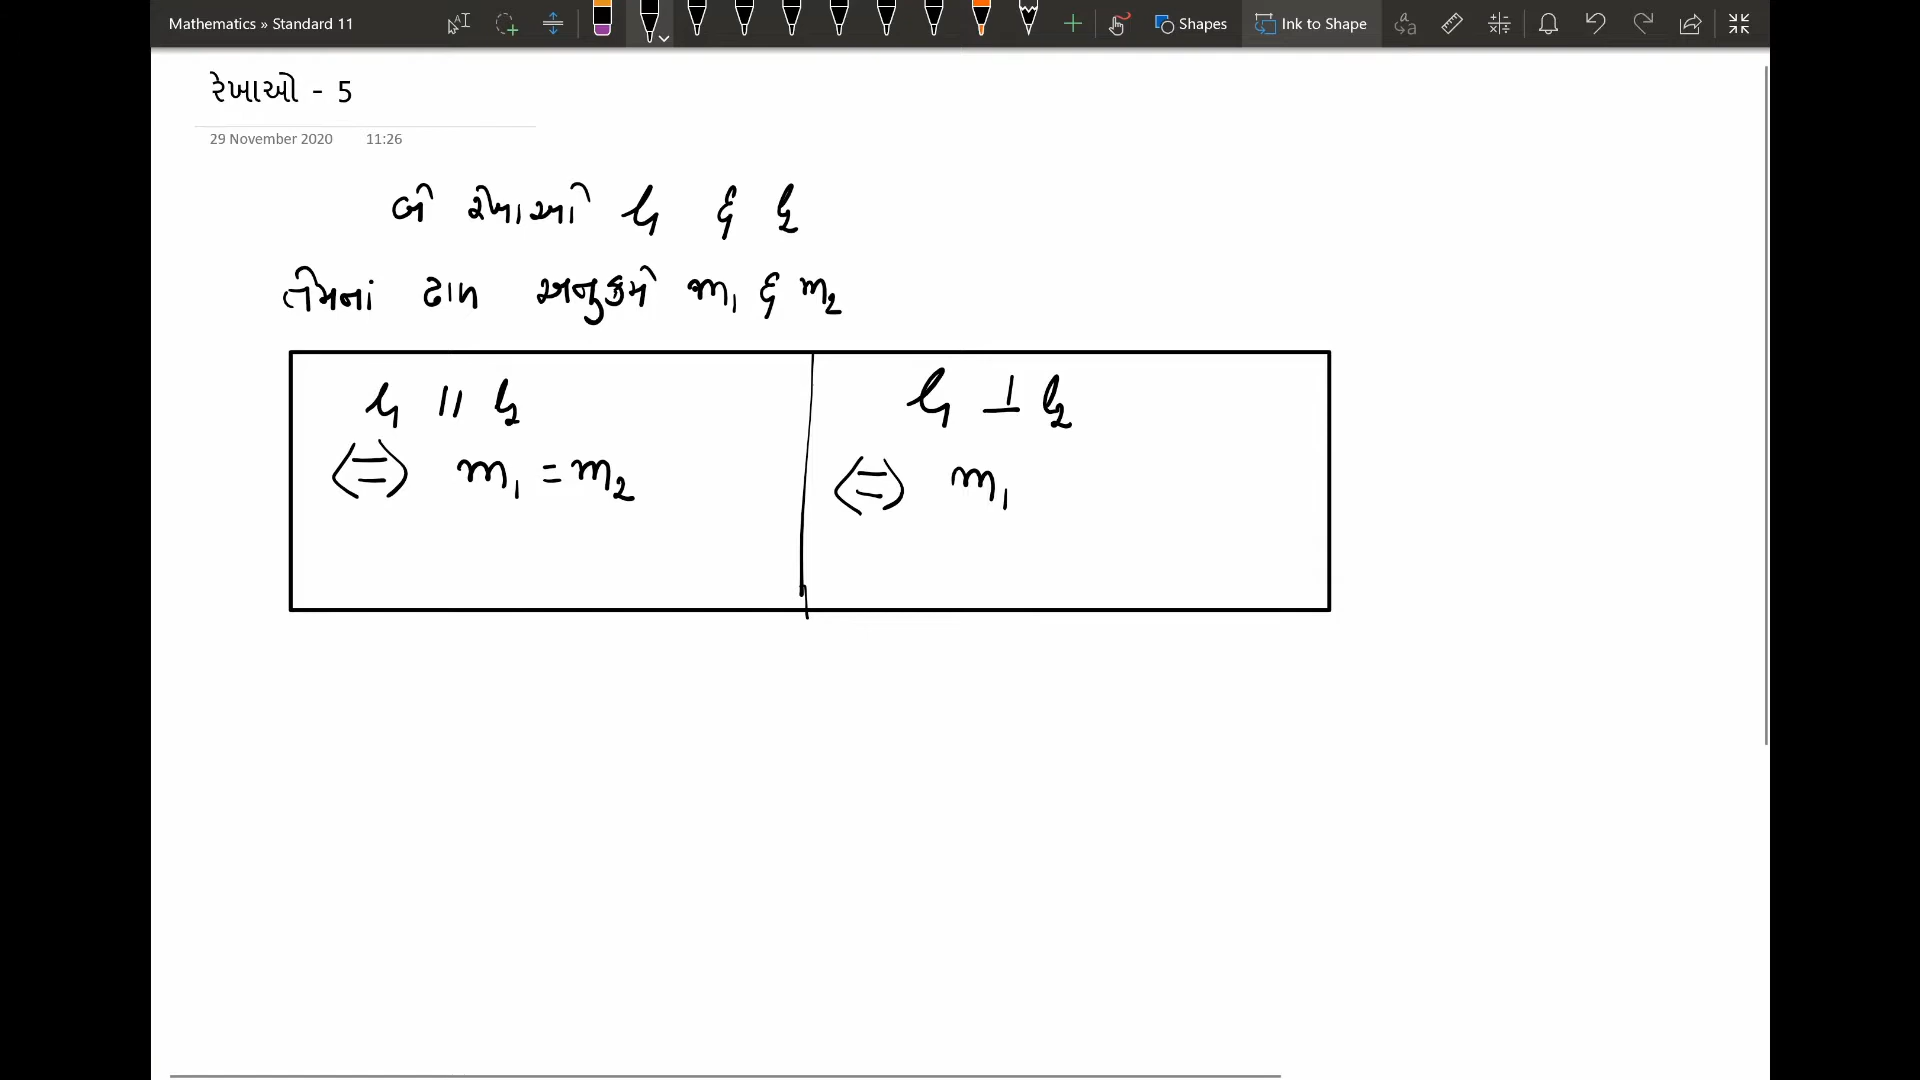 Mathematics » Standard 11 Shapes Ink to Shape
રેખાઓ - 5
29 November 2020 11:26
બે રેખાઓ l₁ & l₂
તેમનાં ઢાળ અનુક્રમે m₁ & m₂
l₁ || l₂
⇔ m₁ = m₂
l₁ ⊥ l₂
⇔ m₁